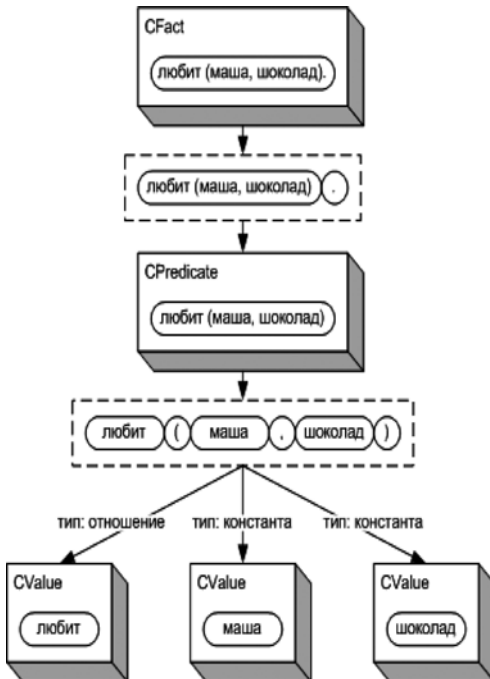 CFact
любит (маша, шоколад).
любит (маша, шоколад) .
CPredicate
любит (маша, шоколад)
любит ( маша , шоколад )
тип: отношение тип: константа тип: константа
CValue CValue CValue
любит маша шоколад